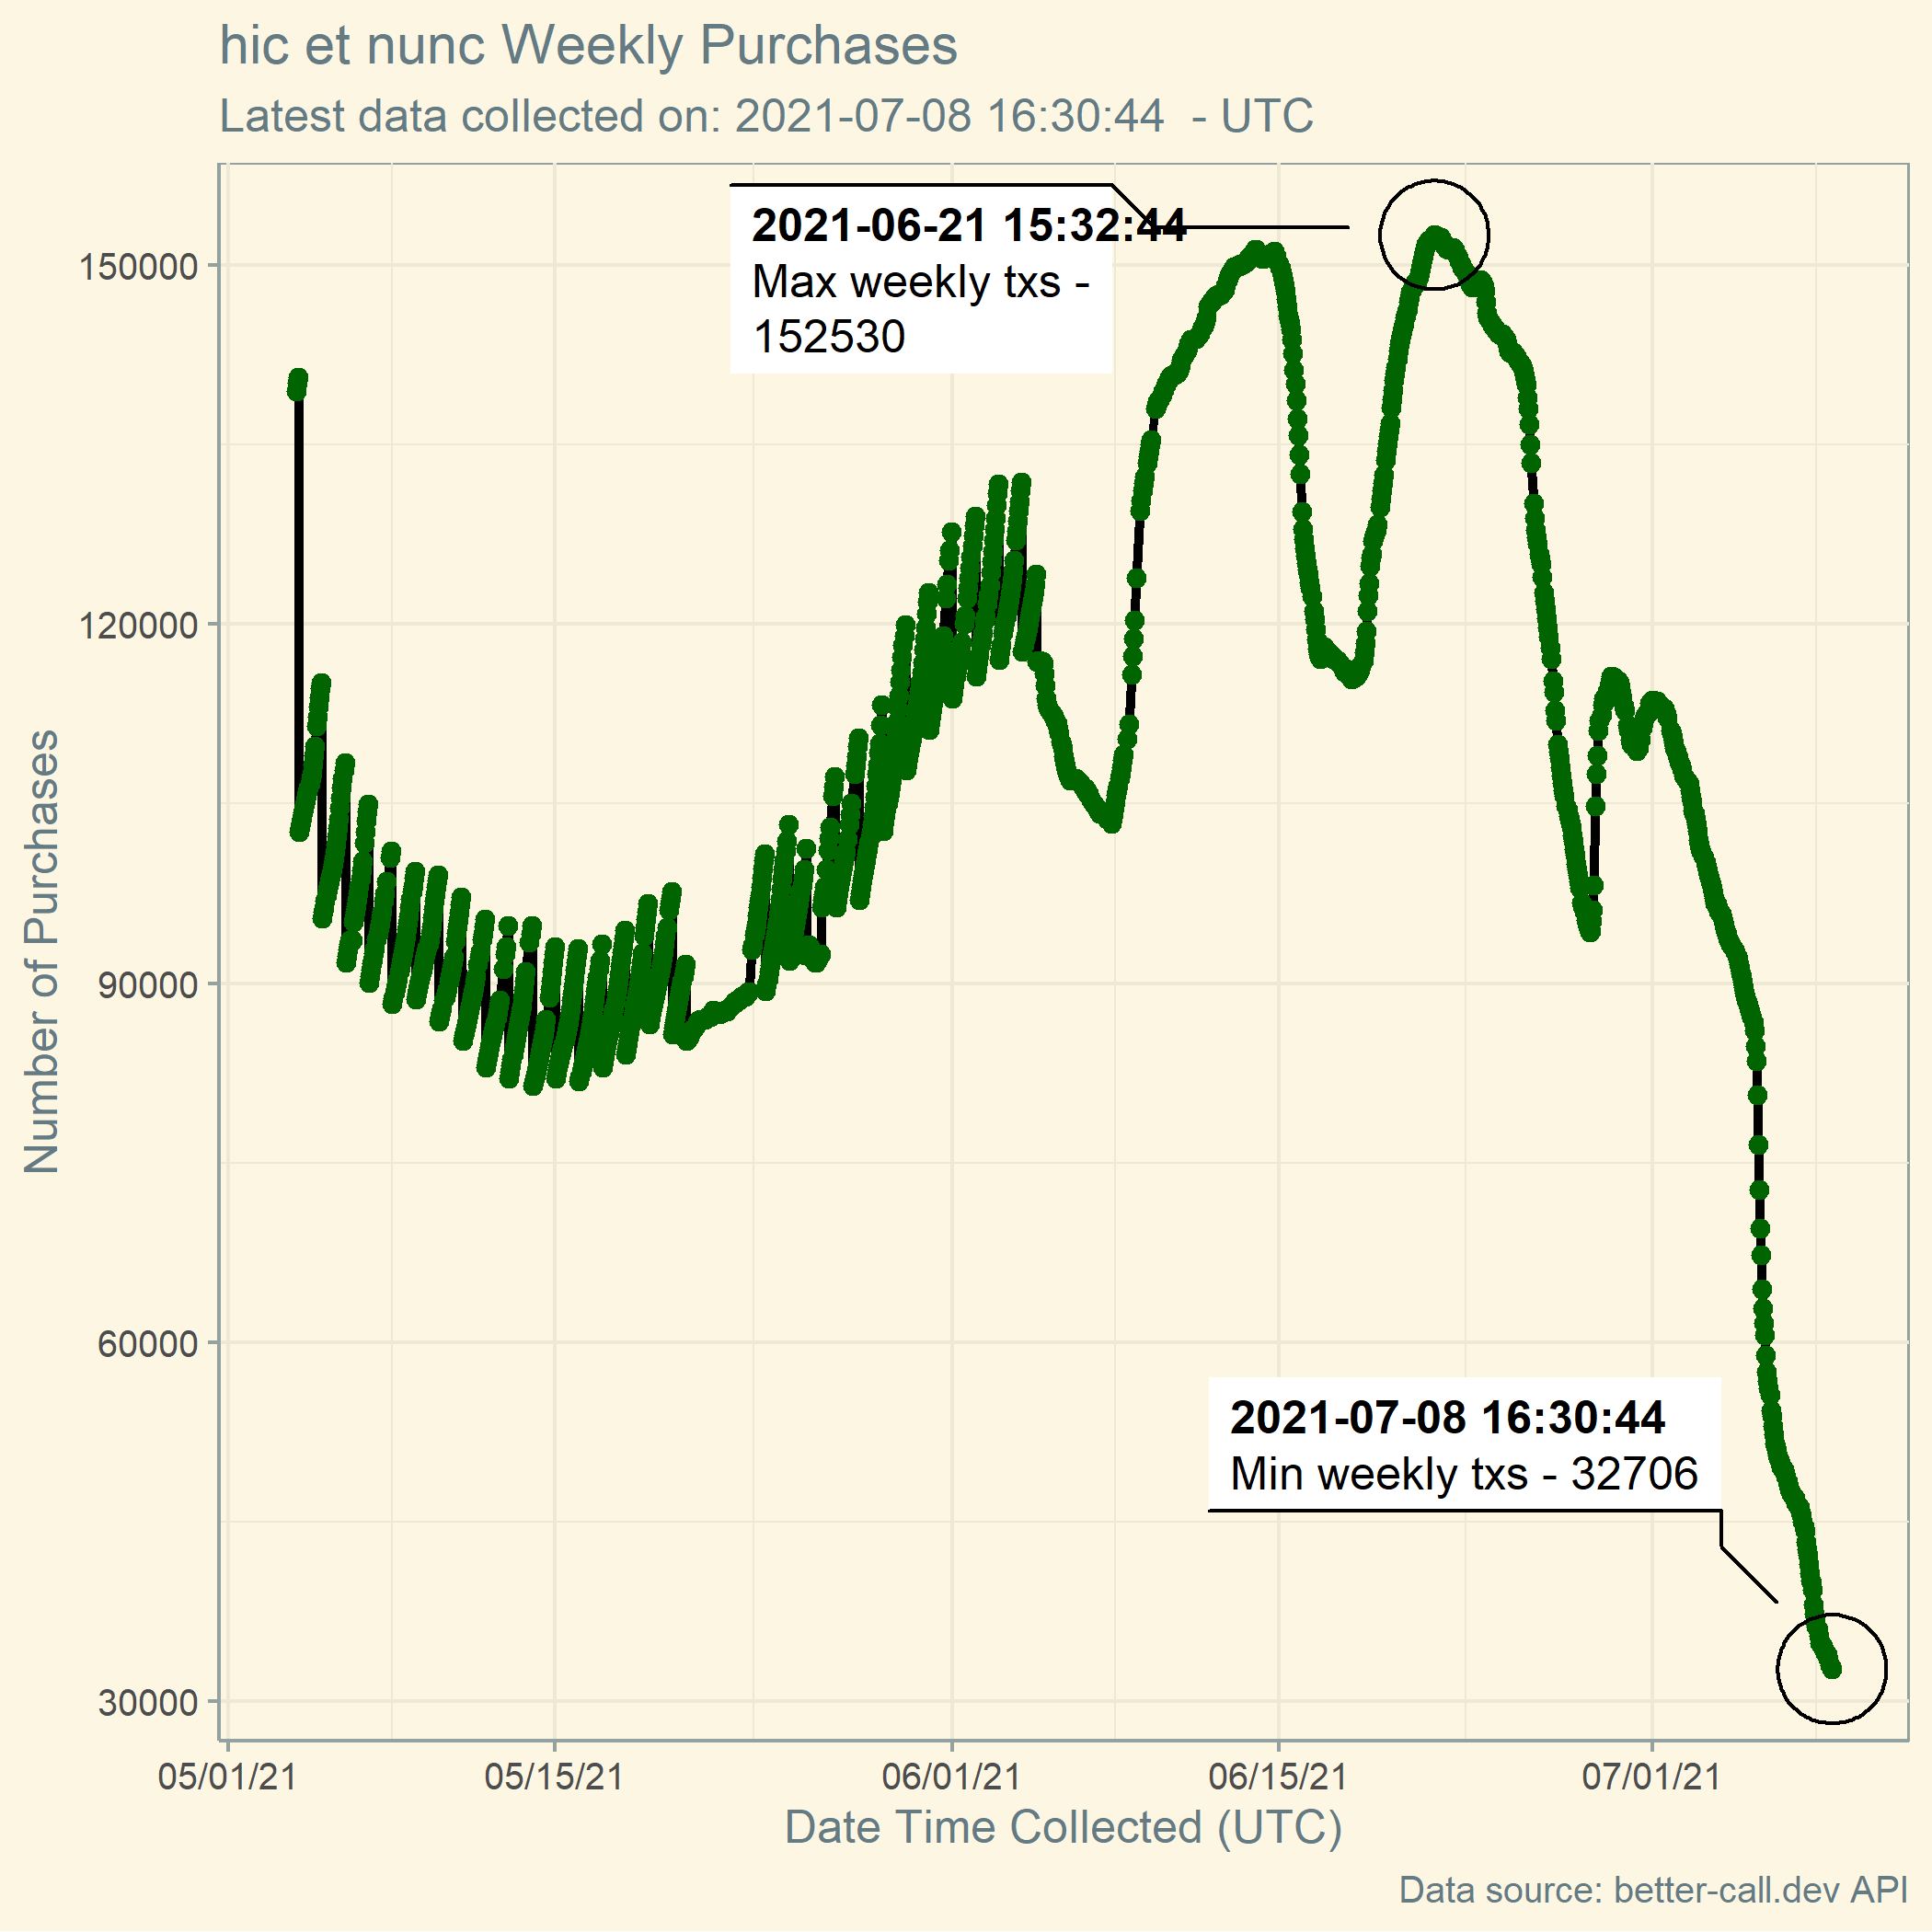 hic et nunc Weekly Purchases
Latest data collected on: 2021-07-08 16:30:44  - UTC
2021-06-21 15:32:44
Max weekly txs -
152530
150000
120000
90000
60000
30000
Number of Purchases
2021-07-08 16:30:44
Min weekly txs - 32706
05/01/21 05/15/21 06/01/21 06/15/21 07/01/21
Date Time Collected (UTC)
Data source: better-call.dev API